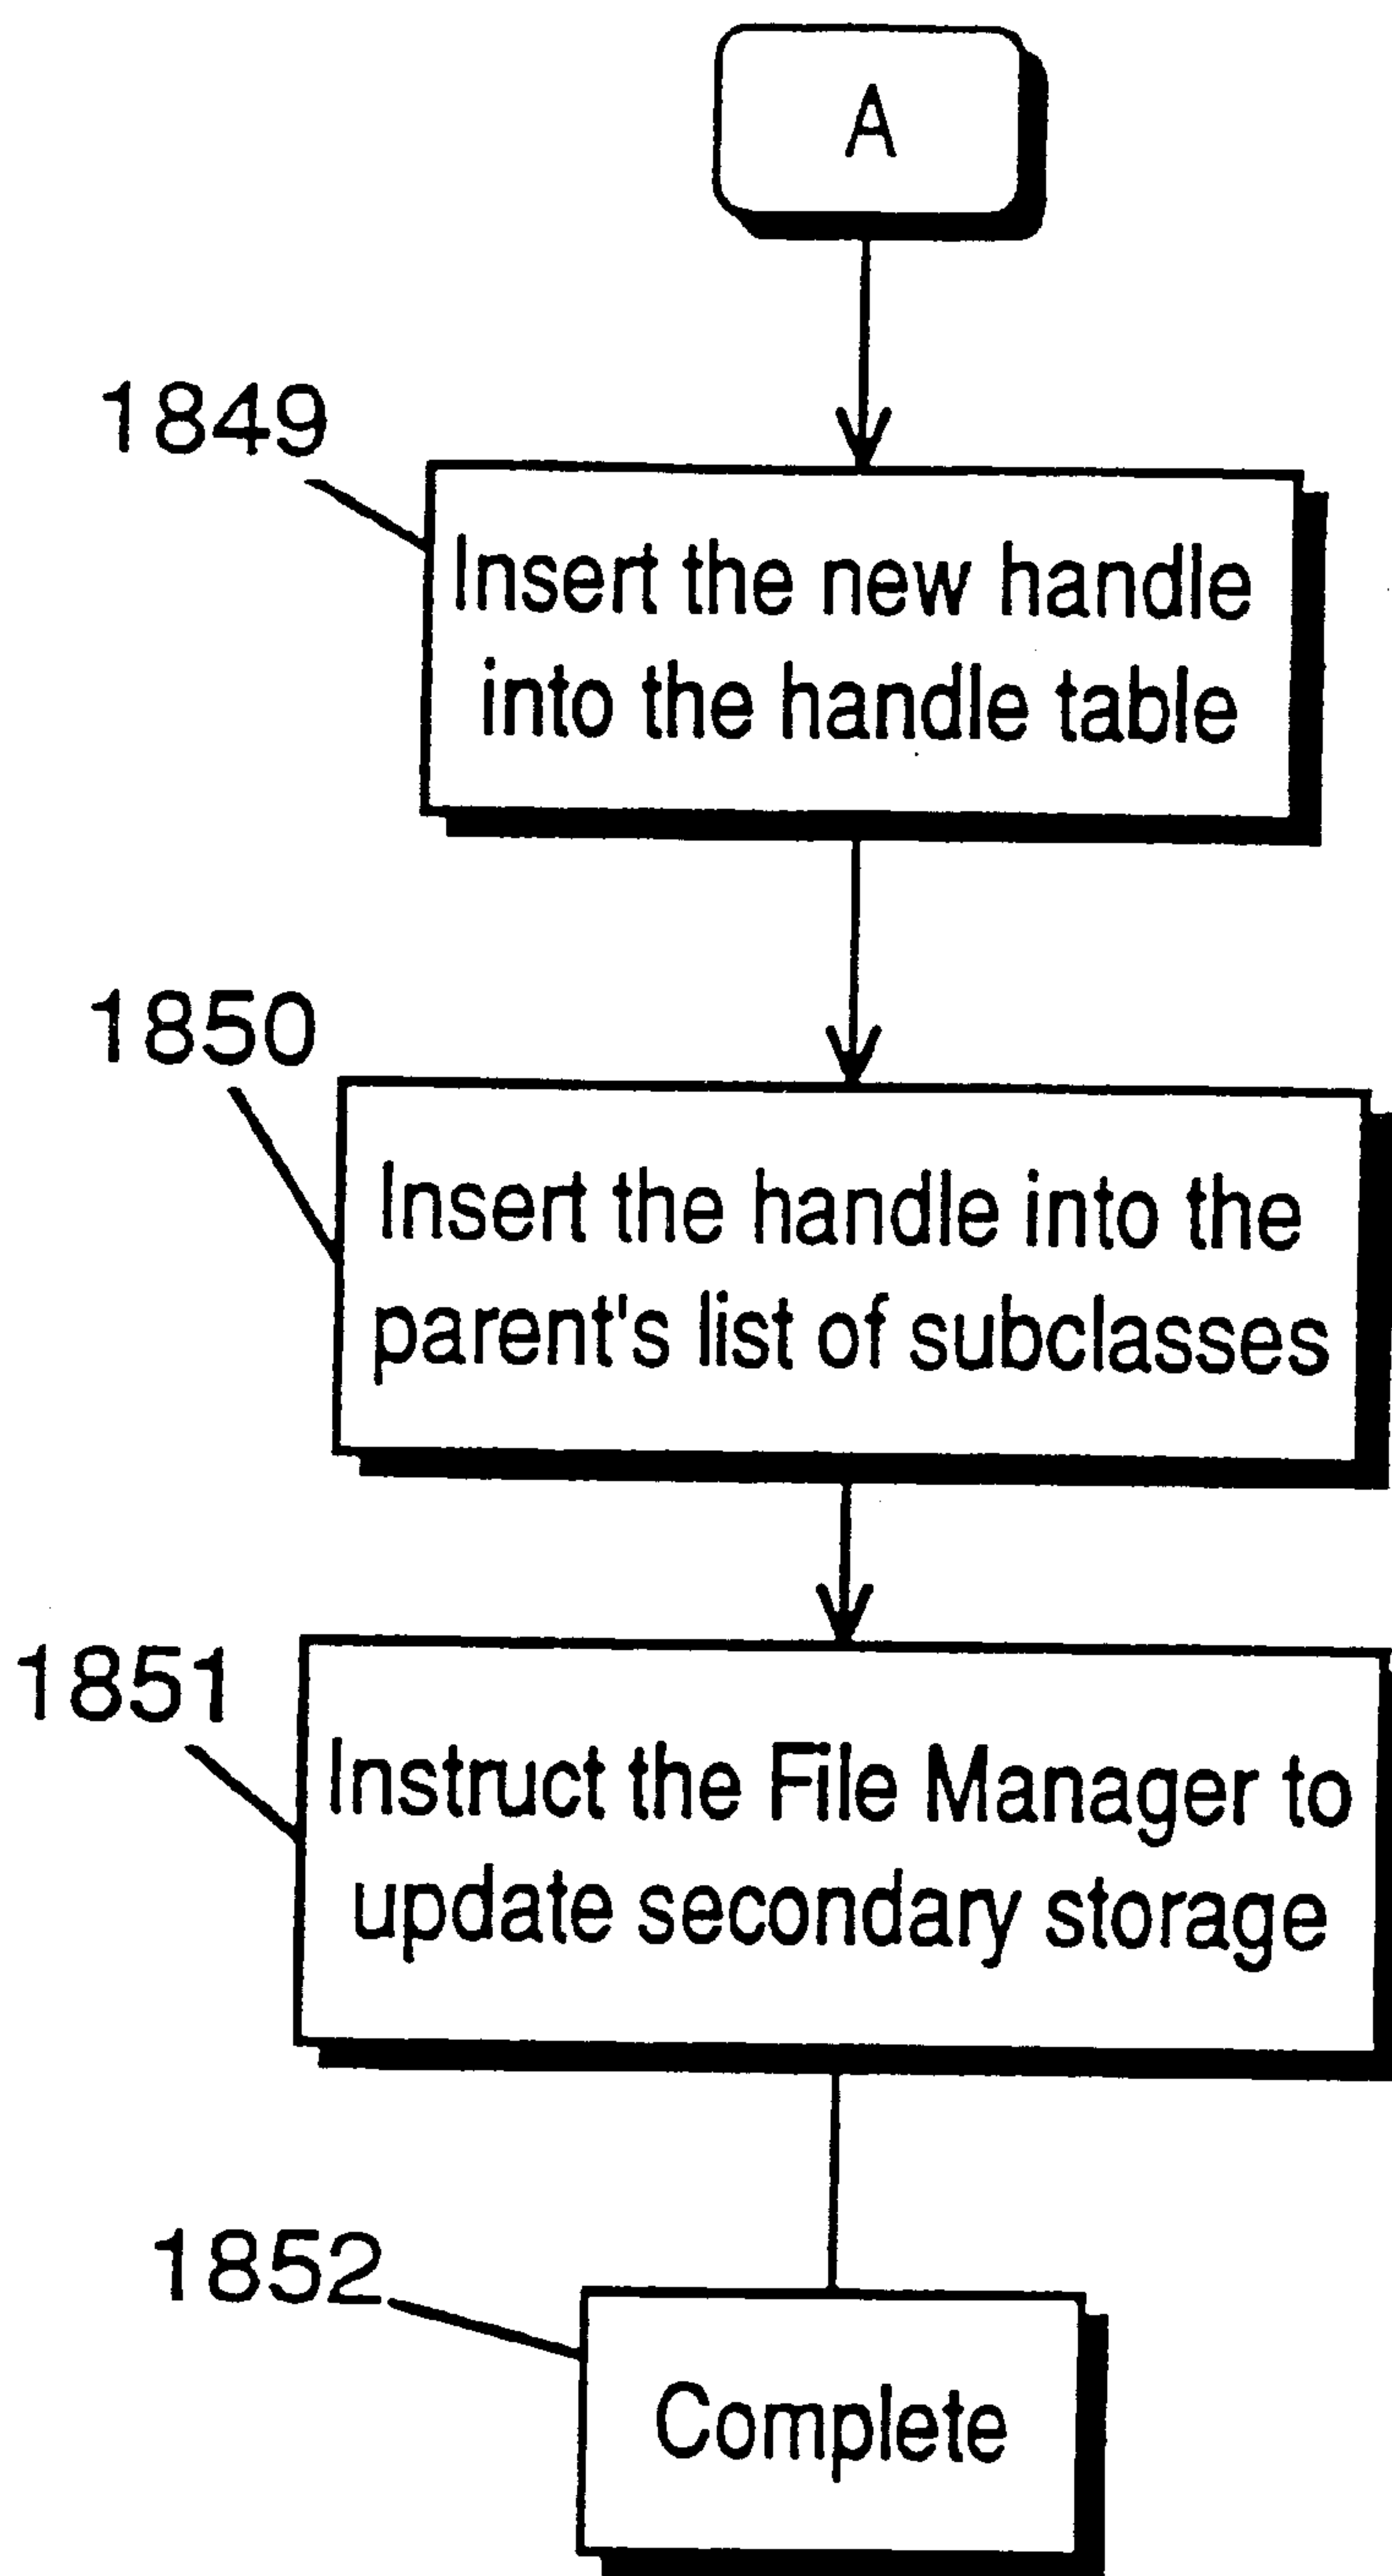 A
1849
Insert the new handle
into the handle table
1850
Insert the handle into the
parent's list of subclasses
1851
Instruct the File Manager to
update secondary storage
1852
Complete